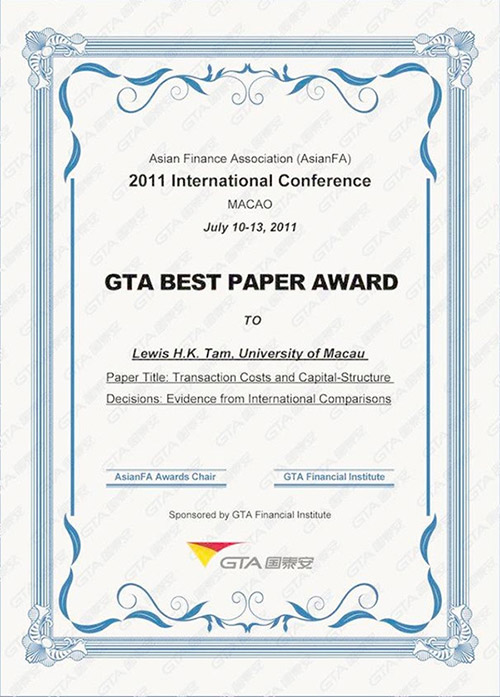 Asian Finance Association (AsianFA)
2011 International Conference
MACAO
July 10-13, 2011
GTA BEST PAPER AWARD
TO
Lewis H.K. Tam, University of Macau
Paper Title: Transaction Costs and Capital-Structure
Decisions: Evidence from International Comparisons
AsianFA Awards Chair
GTA Financial Institute
Sponsored by GTA Financial Institute
GTA 国泰安